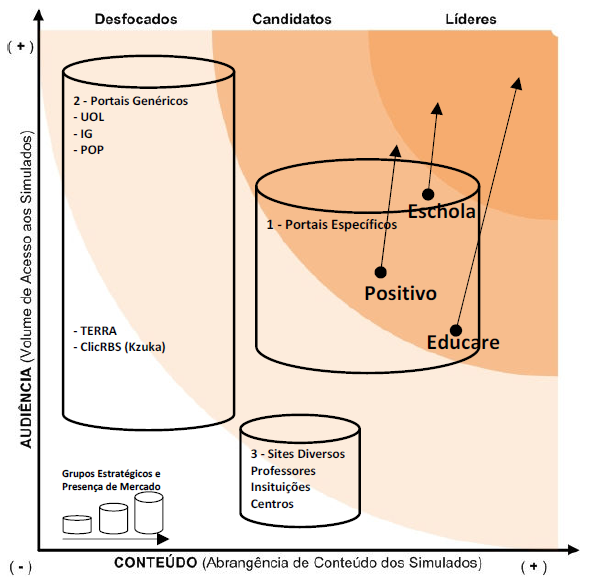 Desfocados Candidatos Líderes
( + )
AUDIÊNCIA (Volume de Acesso aos Simulados)
2 - Portais Genéricos
- UOL
- IG
- POP
- TERRA
- ClicRBS (Kzuka)
1 - Portais Específicos
Eschola
Positivo
Educare
3 - Sites Diversos
Professores
Insituições
Centros
Grupos Estratégicos e
Presença de Mercado
( - ) CONTEÚDO (Abrangência de Conteúdo dos Simulados) ( + )